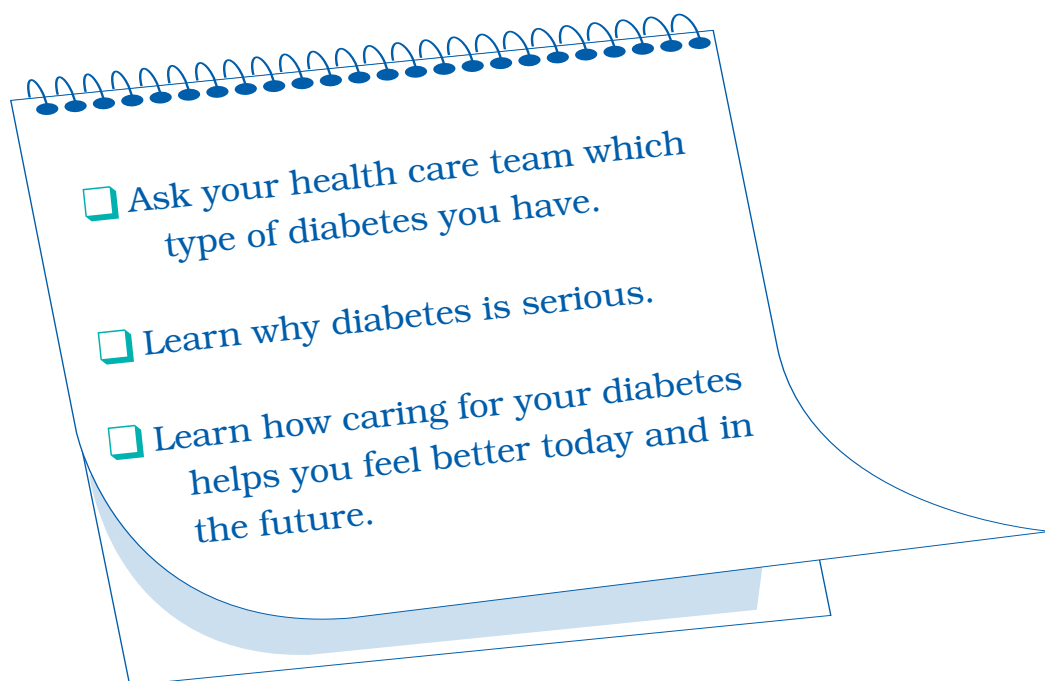 Ask your health care team which
type of diabetes you have.
Learn why diabetes is serious.
Learn how caring for your diabetes
helps you feel better today and in
the future.